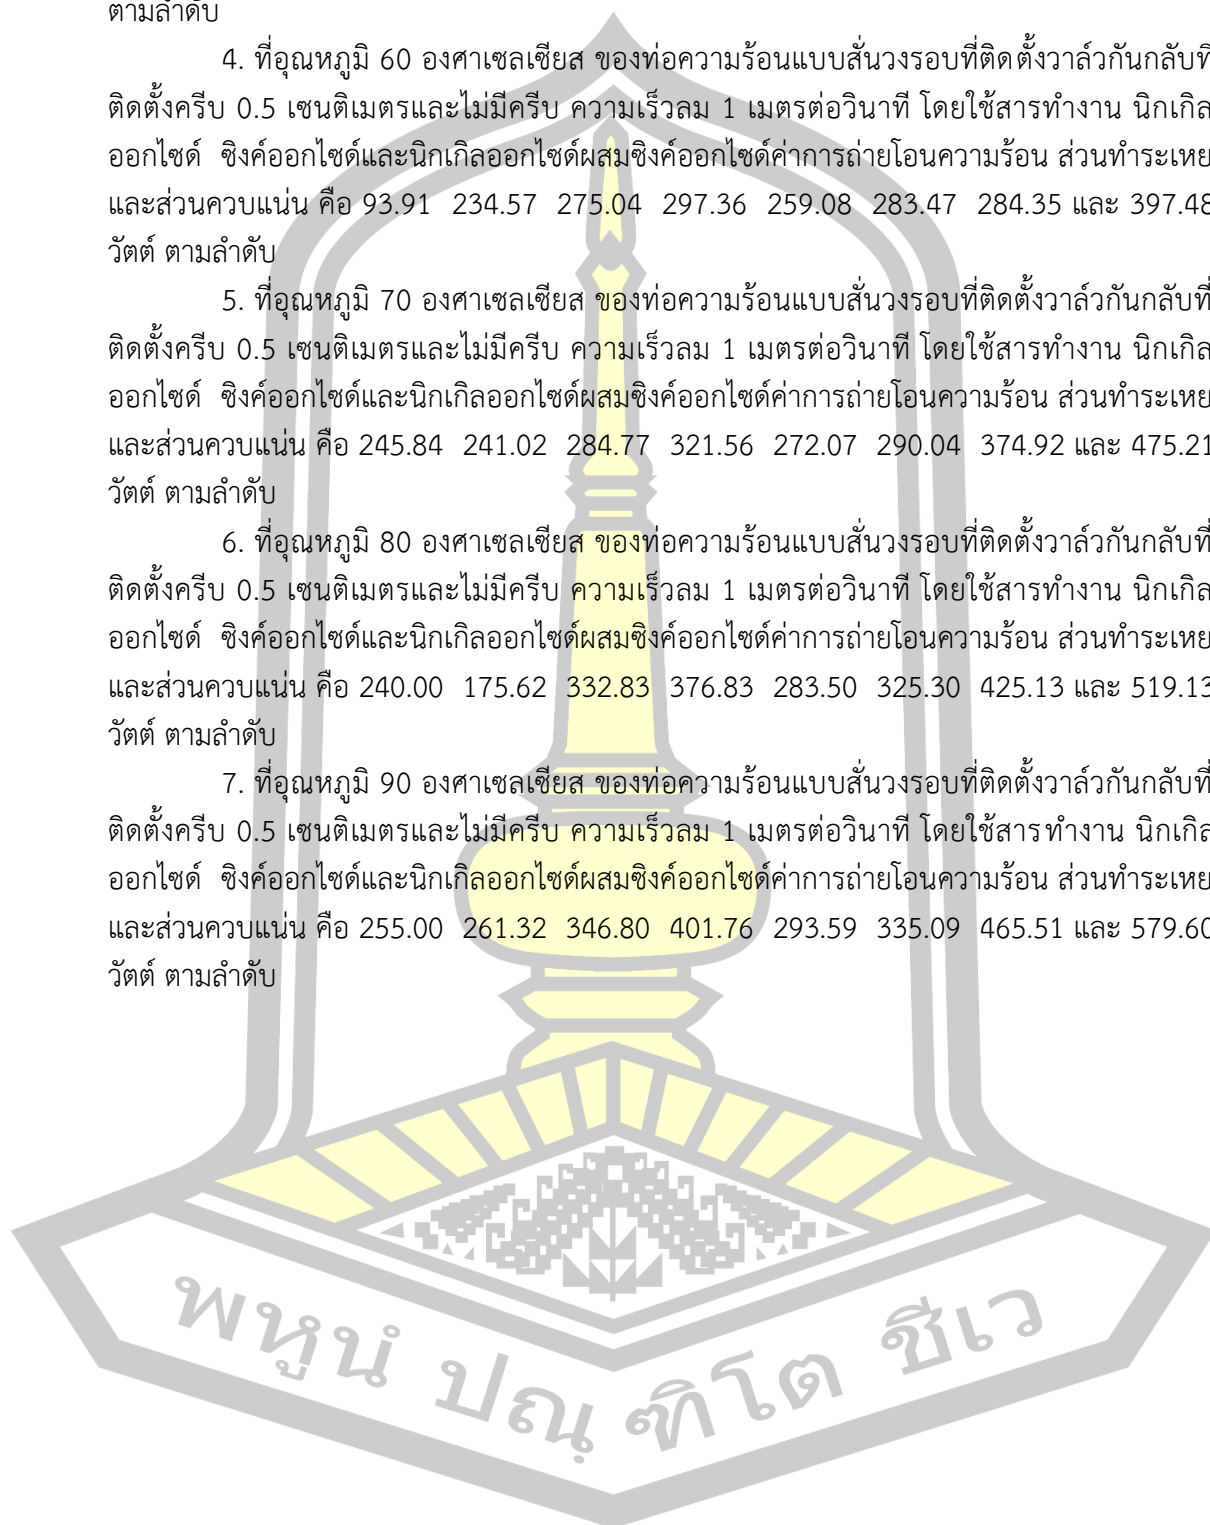 ตามลำดับ
4. ที่อุณหภูมิ 60 องศาเซลเซียส ของท่อความร้อนแบบสั่นวงรอบที่ติดตั้งวาล์วกันกลับที่
ติดตั้งครีบ 0.5 เซนติเมตรและไม่มีครีบ ความเร็วลม 1 เมตรต่อวินาที โดยใช้สารทำงาน นิกเกิล
ออกไซด์ ซิงค์ออกไซด์และนิกเกิลออกไซด์ผสมซิงค์ออกไซด์ค่าการถ่ายโอนความร้อน ส่วนทำระเหย
และส่วนควบแน่น คือ 93.91 234.57 275.04 297.36 259.08 283.47 284.35 และ 397.48
วัตต์ ตามลำดับ
5. ที่อุณหภูมิ 70 องศาเซลเซียส ของท่อความร้อนแบบสั่นวงรอบที่ติดตั้งวาล์วกันกลับที่
ติดตั้งครีบ 0.5 เซนติเมตรและไม่มีครีบ ความเร็วลม 1 เมตรต่อวินาที โดยใช้สารทำงาน นิกเกิล
ออกไซด์ ซิงค์ออกไซด์และนิกเกิลออกไซด์ผสมซิงค์ออกไซด์ค่าการถ่ายโอนความร้อน ส่วนทำระเหย
และส่วนควบแน่น คือ 245.84 241.02 284.77 321.56 272.07 290.04 374.92 และ 475.21
วัตต์ ตามลำดับ
6. ที่อุณหภูมิ 80 องศาเซลเซียส ของท่อความร้อนแบบสั่นวงรอบที่ติดตั้งวาล์วกันกลับที่
ติดตั้งครีบ 0.5 เซนติเมตรและไม่มีครีบ ความเร็วลม 1 เมตรต่อวินาที โดยใช้สารทำงาน นิกเกิล
ออกไซด์ ซิงค์ออกไซด์และนิกเกิลออกไซด์ผสมซิงค์ออกไซด์ค่าการถ่ายโอนความร้อน ส่วนทำระเหย
และส่วนควบแน่น คือ 240.00 175.62 332.83 376.83 283.50 325.30 425.13 และ 519.13
วัตต์ ตามลำดับ
7. ที่อุณหภูมิ 90 องศาเซลเซียส ของท่อความร้อนแบบสั่นวงรอบที่ติดตั้งวาล์วกันกลับที่
ติดตั้งครีบ 0.5 เซนติเมตรและไม่มีครีบ ความเร็วลม 1 เมตรต่อวินาที โดยใช้สารทำงาน นิกเกิล
ออกไซด์ ซิงค์ออกไซด์และนิกเกิลออกไซด์ผสมซิงค์ออกไซด์ค่าการถ่ายโอนความร้อน ส่วนทำระเหย
และส่วนควบแน่น คือ 255.00 261.32 346.80 401.76 293.59 335.09 465.51 และ 579.60
วัตต์ ตามลำดับ
พหูนํ ปณฺฑิโต ชีเว